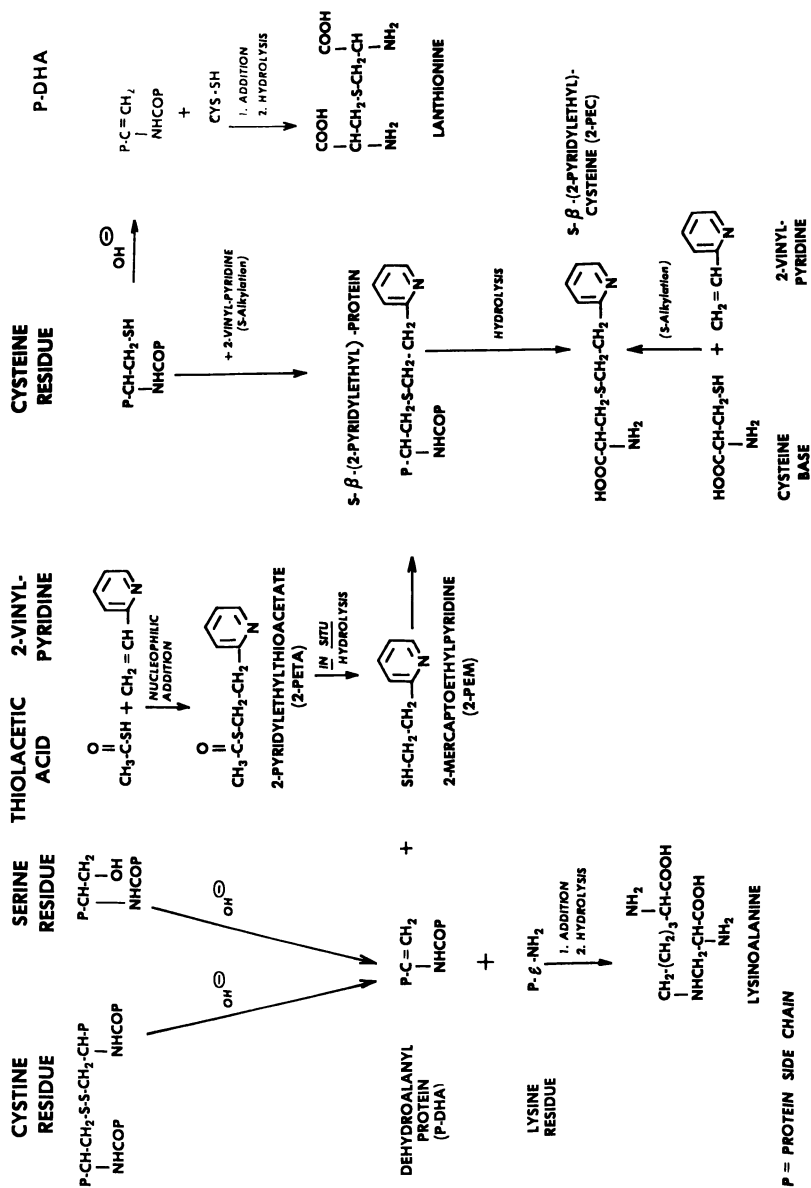 CYSTINE
RESIDUE
P-CH-CH₂-S-S-CH₂-CH-P
NHCOP
NHCOP
OH ⊖
SERINE
RESIDUE
P-CH-CH₂
OH
NHCOP
OH ⊖
DEHYDROALANYL
PROTEIN
(P-DHA)
P-C=CH₂
NHCOP
+
LYSINE
RESIDUE
P-ℰ-NH₂
1. ADDITION
2. HYDROLYSIS
NH₂
CH₂-(CH₂)₃-CH-COOH
NHCH₂-CH-COOH
NH₂
LYSINOALANINE
P = PROTEIN SIDE CHAIN
THIOLACETIC
ACID
2-VINYL-
PYRIDINE
O
CH₃-C-SH + CH₂=CH
N
NUCLEOPHILIC
ADDITION
O
CH₃-C-S-CH₂-CH₂
N
2-PYRIDYLETHYLTHIOACETATE
(2-PETA)
IN SITU
HYDROLYSIS
+
SH-CH₂-CH₂
N
2-MERCAPTOETHYLPYRIDINE
(2-PEM)
CYSTEINE
RESIDUE
P-CH-CH₂-SH
NHCOP
OH ⊖
+ 2-VINYL-PYRIDINE
(S-Alkylation)
S-β-(2-PYRIDYLETHYL)-PROTEIN
P-CH-CH₂-S-CH₂-CH₂
NHCOP
N
HYDROLYSIS
HOOC-CH-CH₂-S-CH₂-CH₂
NH₂
N
S-β-(2-PYRIDYLETHYL)-
CYSTEINE (2-PEC)
(S-Alkylation)
HOOC-CH-CH₂-SH + CH₂=CH
NH₂
N
CYSTEINE
BASE
2-VINYL-
PYRIDINE
P-DHA
P-C=CH₂
NHCOP
+
CYS-SH
1. ADDITION
2. HYDROLYSIS
COOH
COOH
CH-CH₂-S-CH₂-CH
NH₂
NH₂
LANTHIONINE